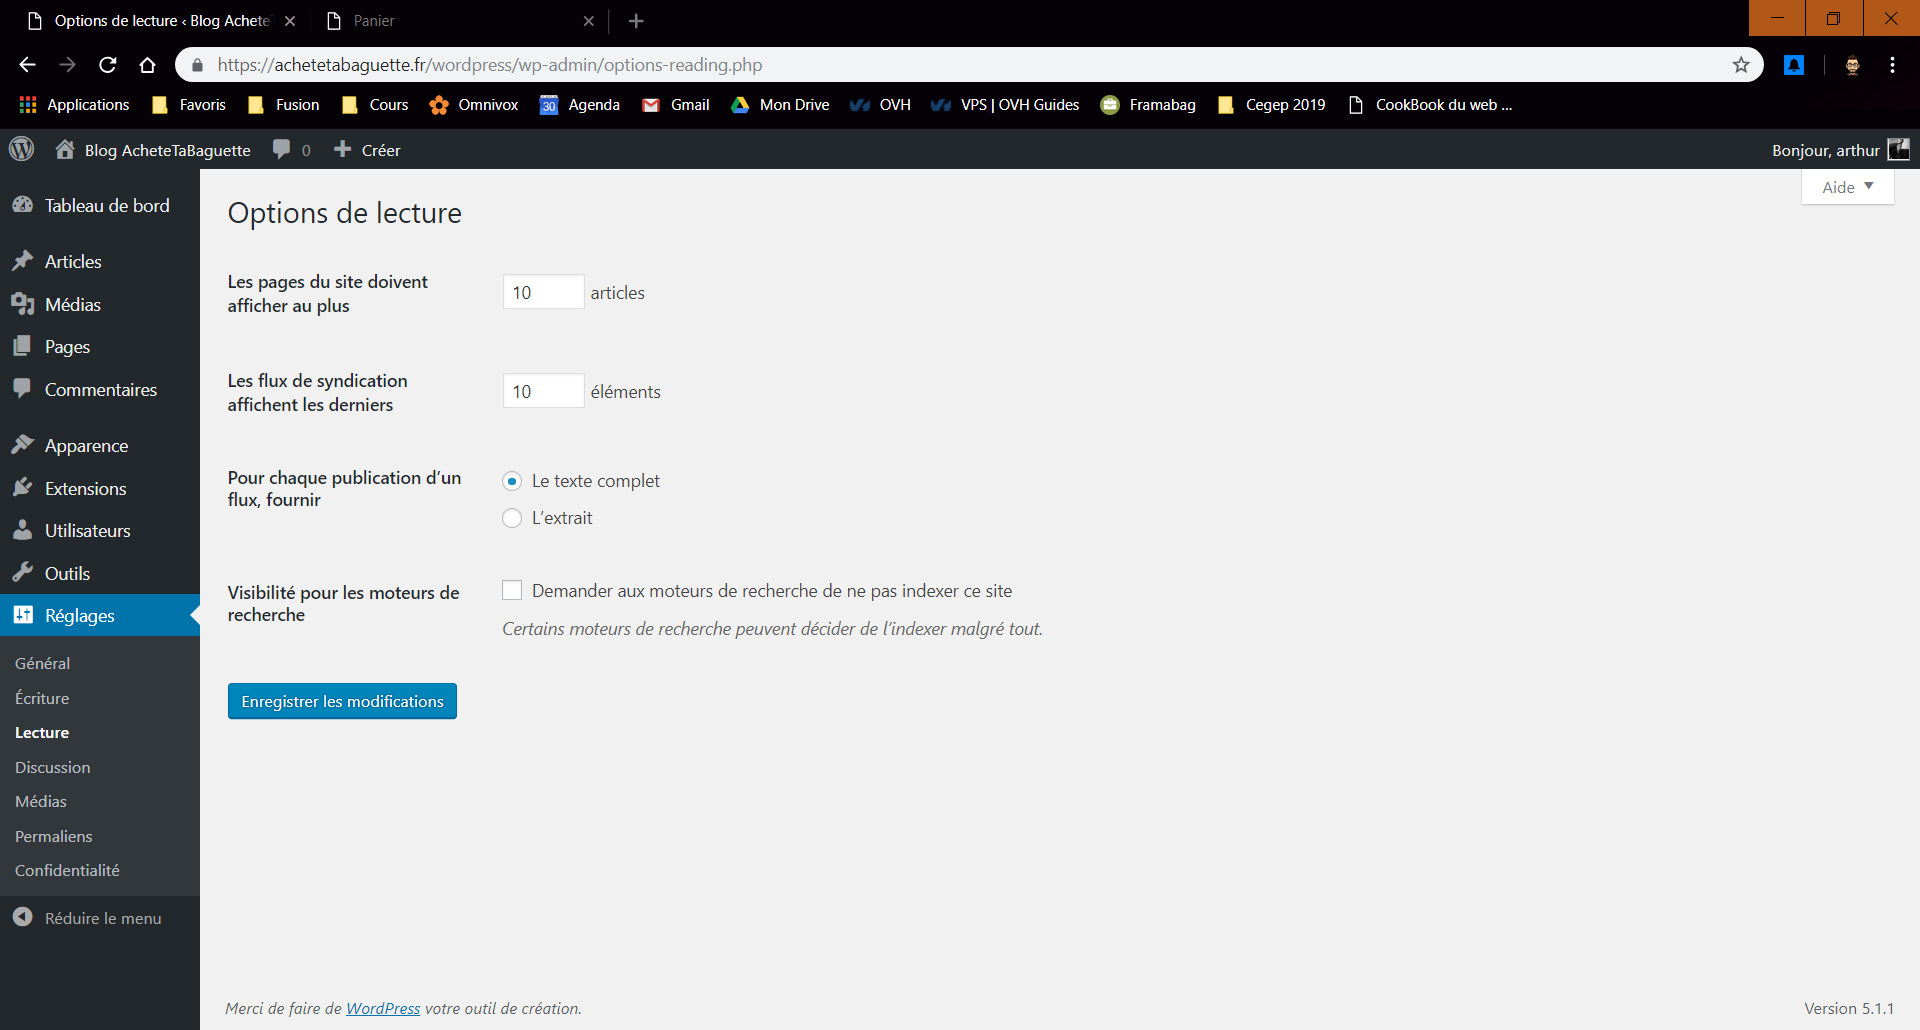 Options de lecture ‹ Blog Achete
Panier
https://achetetabaguette.fr/wordpress/wp-admin/options-reading.php
Applications Favoris Fusion Cours Omnivox 30 Agenda Gmail Mon Drive OVH VPS | OVH Guides Framabag Cegep 2019 CookBook du web ...
Blog AcheteTaBaguette 0 Créer
Bonjour, arthur
Aide
Tableau de bord
Articles
Médias
Pages
Commentaires
Apparence
Extensions
Utilisateurs
Outils
Réglages
Général
Écriture
Lecture
Discussion
Médias
Permaliens
Confidentialité
Réduire le menu
Options de lecture
Les pages du site doivent
afficher au plus
10 articles
Les flux de syndication
affichent les derniers
10 éléments
Pour chaque publication d’un
flux, fournir
Le texte complet
L’extrait
Visibilité pour les moteurs de
recherche
Demander aux moteurs de recherche de ne pas indexer ce site
Certains moteurs de recherche peuvent décider de l’indexer malgré tout.
Enregistrer les modifications
Merci de faire de WordPress votre outil de création.
Version 5.1.1